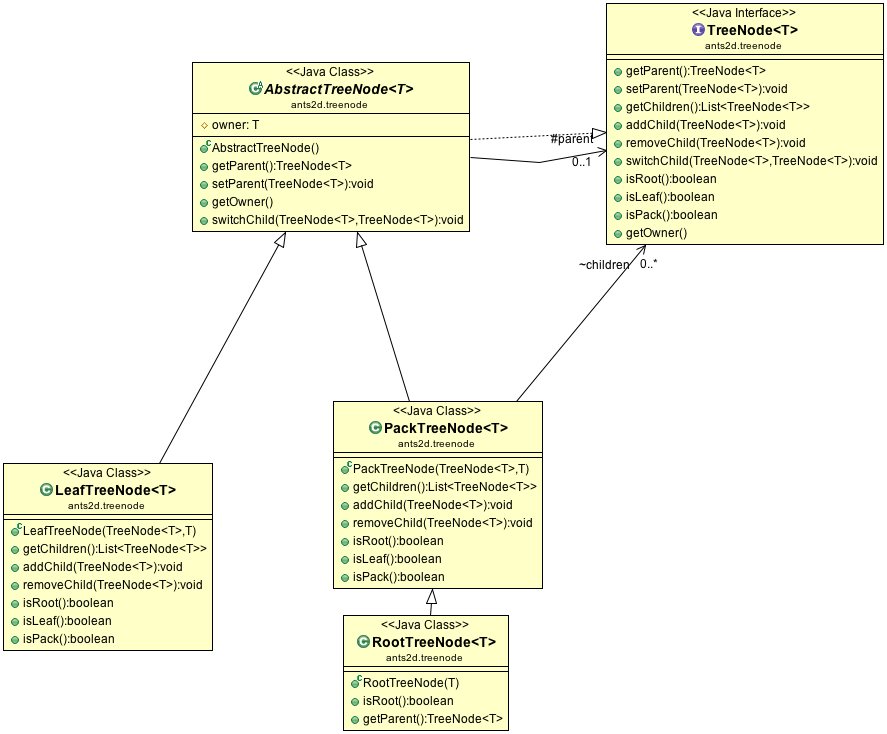 <<Java Interface>>
TreeNode<T>
ants2d.treenode
getParent():TreeNode<T>
setParent(TreeNode<T>):void
getChildren():List<TreeNode<T>>
addChild(TreeNode<T>):void
removeChild(TreeNode<T>):void
switchChild(TreeNode<T>,TreeNode<T>):void
isRoot():boolean
isLeaf():boolean
isPack():boolean
getOwner()
<<Java Class>>
AbstractTreeNode<T>
ants2d.treenode
owner: T
AbstractTreeNode()
getParent():TreeNode<T>
setParent(TreeNode<T>):void
getOwner()
switchChild(TreeNode<T>,TreeNode<T>):void
#parent
0..1
~children
0..*
<<Java Class>>
PackTreeNode<T>
ants2d.treenode
PackTreeNode(TreeNode<T>,T)
getChildren():List<TreeNode<T>>
addChild(TreeNode<T>):void
removeChild(TreeNode<T>):void
isRoot():boolean
isLeaf():boolean
isPack():boolean
<<Java Class>>
LeafTreeNode<T>
ants2d.treenode
LeafTreeNode(TreeNode<T>,T)
getChildren():List<TreeNode<T>>
addChild(TreeNode<T>):void
removeChild(TreeNode<T>):void
isRoot():boolean
isLeaf():boolean
isPack():boolean
<<Java Class>>
RootTreeNode<T>
ants2d.treenode
RootTreeNode(T)
isRoot():boolean
getParent():TreeNode<T>